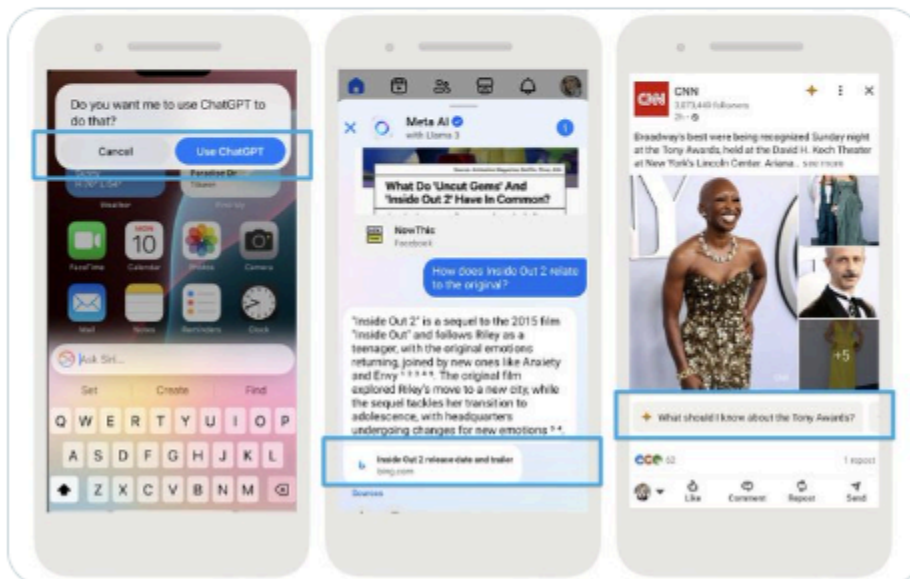 Do you want me to use ChatGPT to
do that?
Cancel
Use ChatGPT
Weather
MON
10
FaceTime
Calendar
Photos
Camera
Mail
Notes
Reminders
Clock
Ask Siri...
Set
Create
Find
Q W E R T Y U I O P
A S D F G H J K L
Z X C V B N M
Meta AI
with Llama 3
1
What Do 'Uncut Gems' And
'Inside Out 2' Have In Common?
NowThis
Facebook
How does Inside Out 2 relate
to the original?
"Inside Out 2" is a sequel to the 2015 film
"Inside Out" and follows Riley as a
teenager, with the original emotions
returning, joined by new ones like Anxiety
and Envy
The original film
explored Riley's move to a new city, while
the sequel tackles her transition to
adolescence, with headquarters
undergoing changes for new emotions
Inside Out 2 release date and trailer
bing.com
Sources
CNN
CNN
followers
2h
Broadway's best were being recognized Sunday night
at the Tony Awards, held at the David H. Koch Theater
at New York's Lincoln Center. Ariana... see more
+5
What should I know about the Tony Awards?
62
1 repost
Like
Comment
Repost
Send